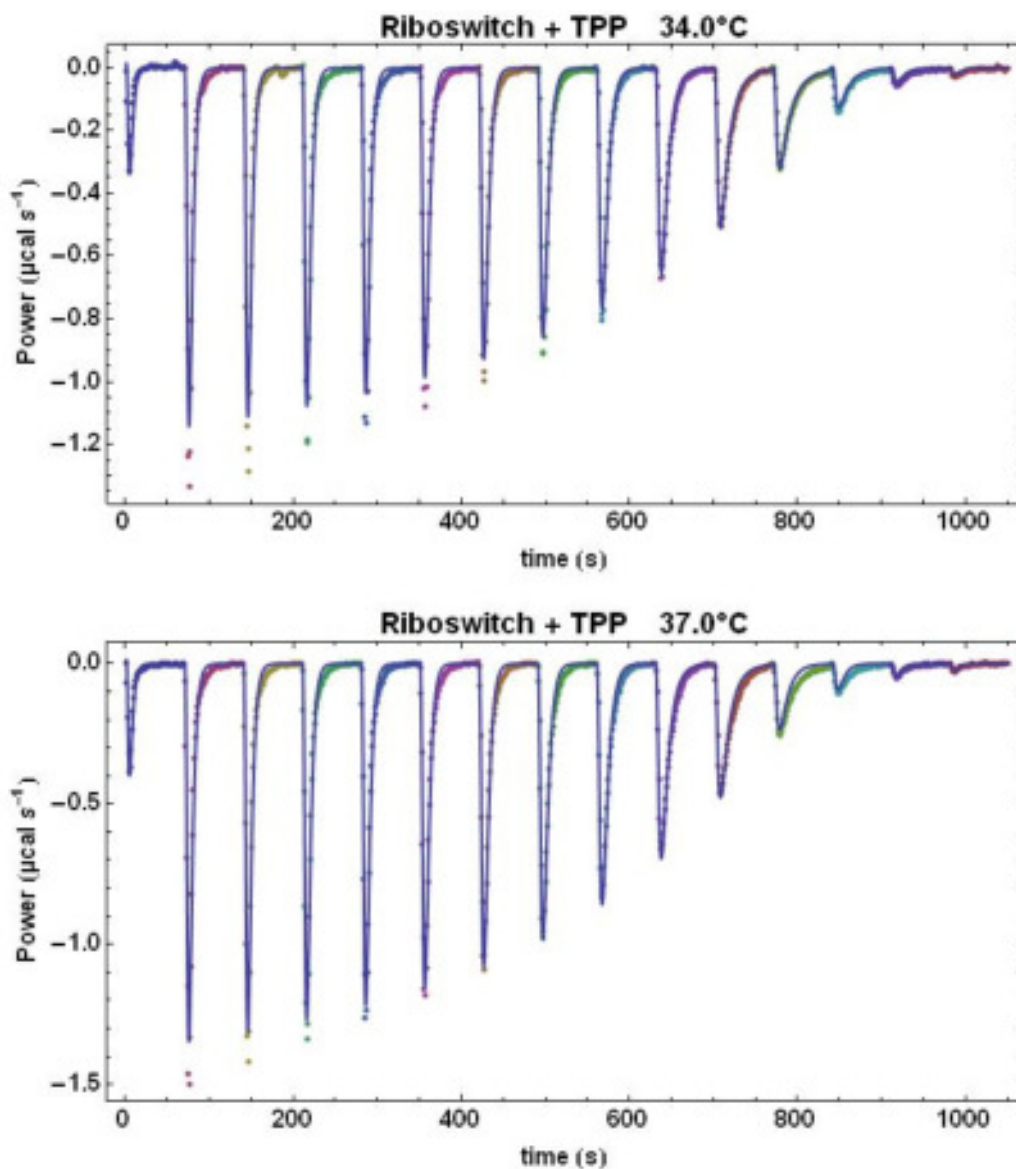 Riboswitch + TPP 34.0°C
0.0
−0.2
−0.4
−0.6
−0.8
−1.0
−1.2
Power (µcal s⁻¹)
0 200 400 600 800 1000
time (s)
Riboswitch + TPP 37.0°C
0.0
−0.5
−1.0
−1.5
Power (µcal s⁻¹)
0 200 400 600 800 1000
time (s)